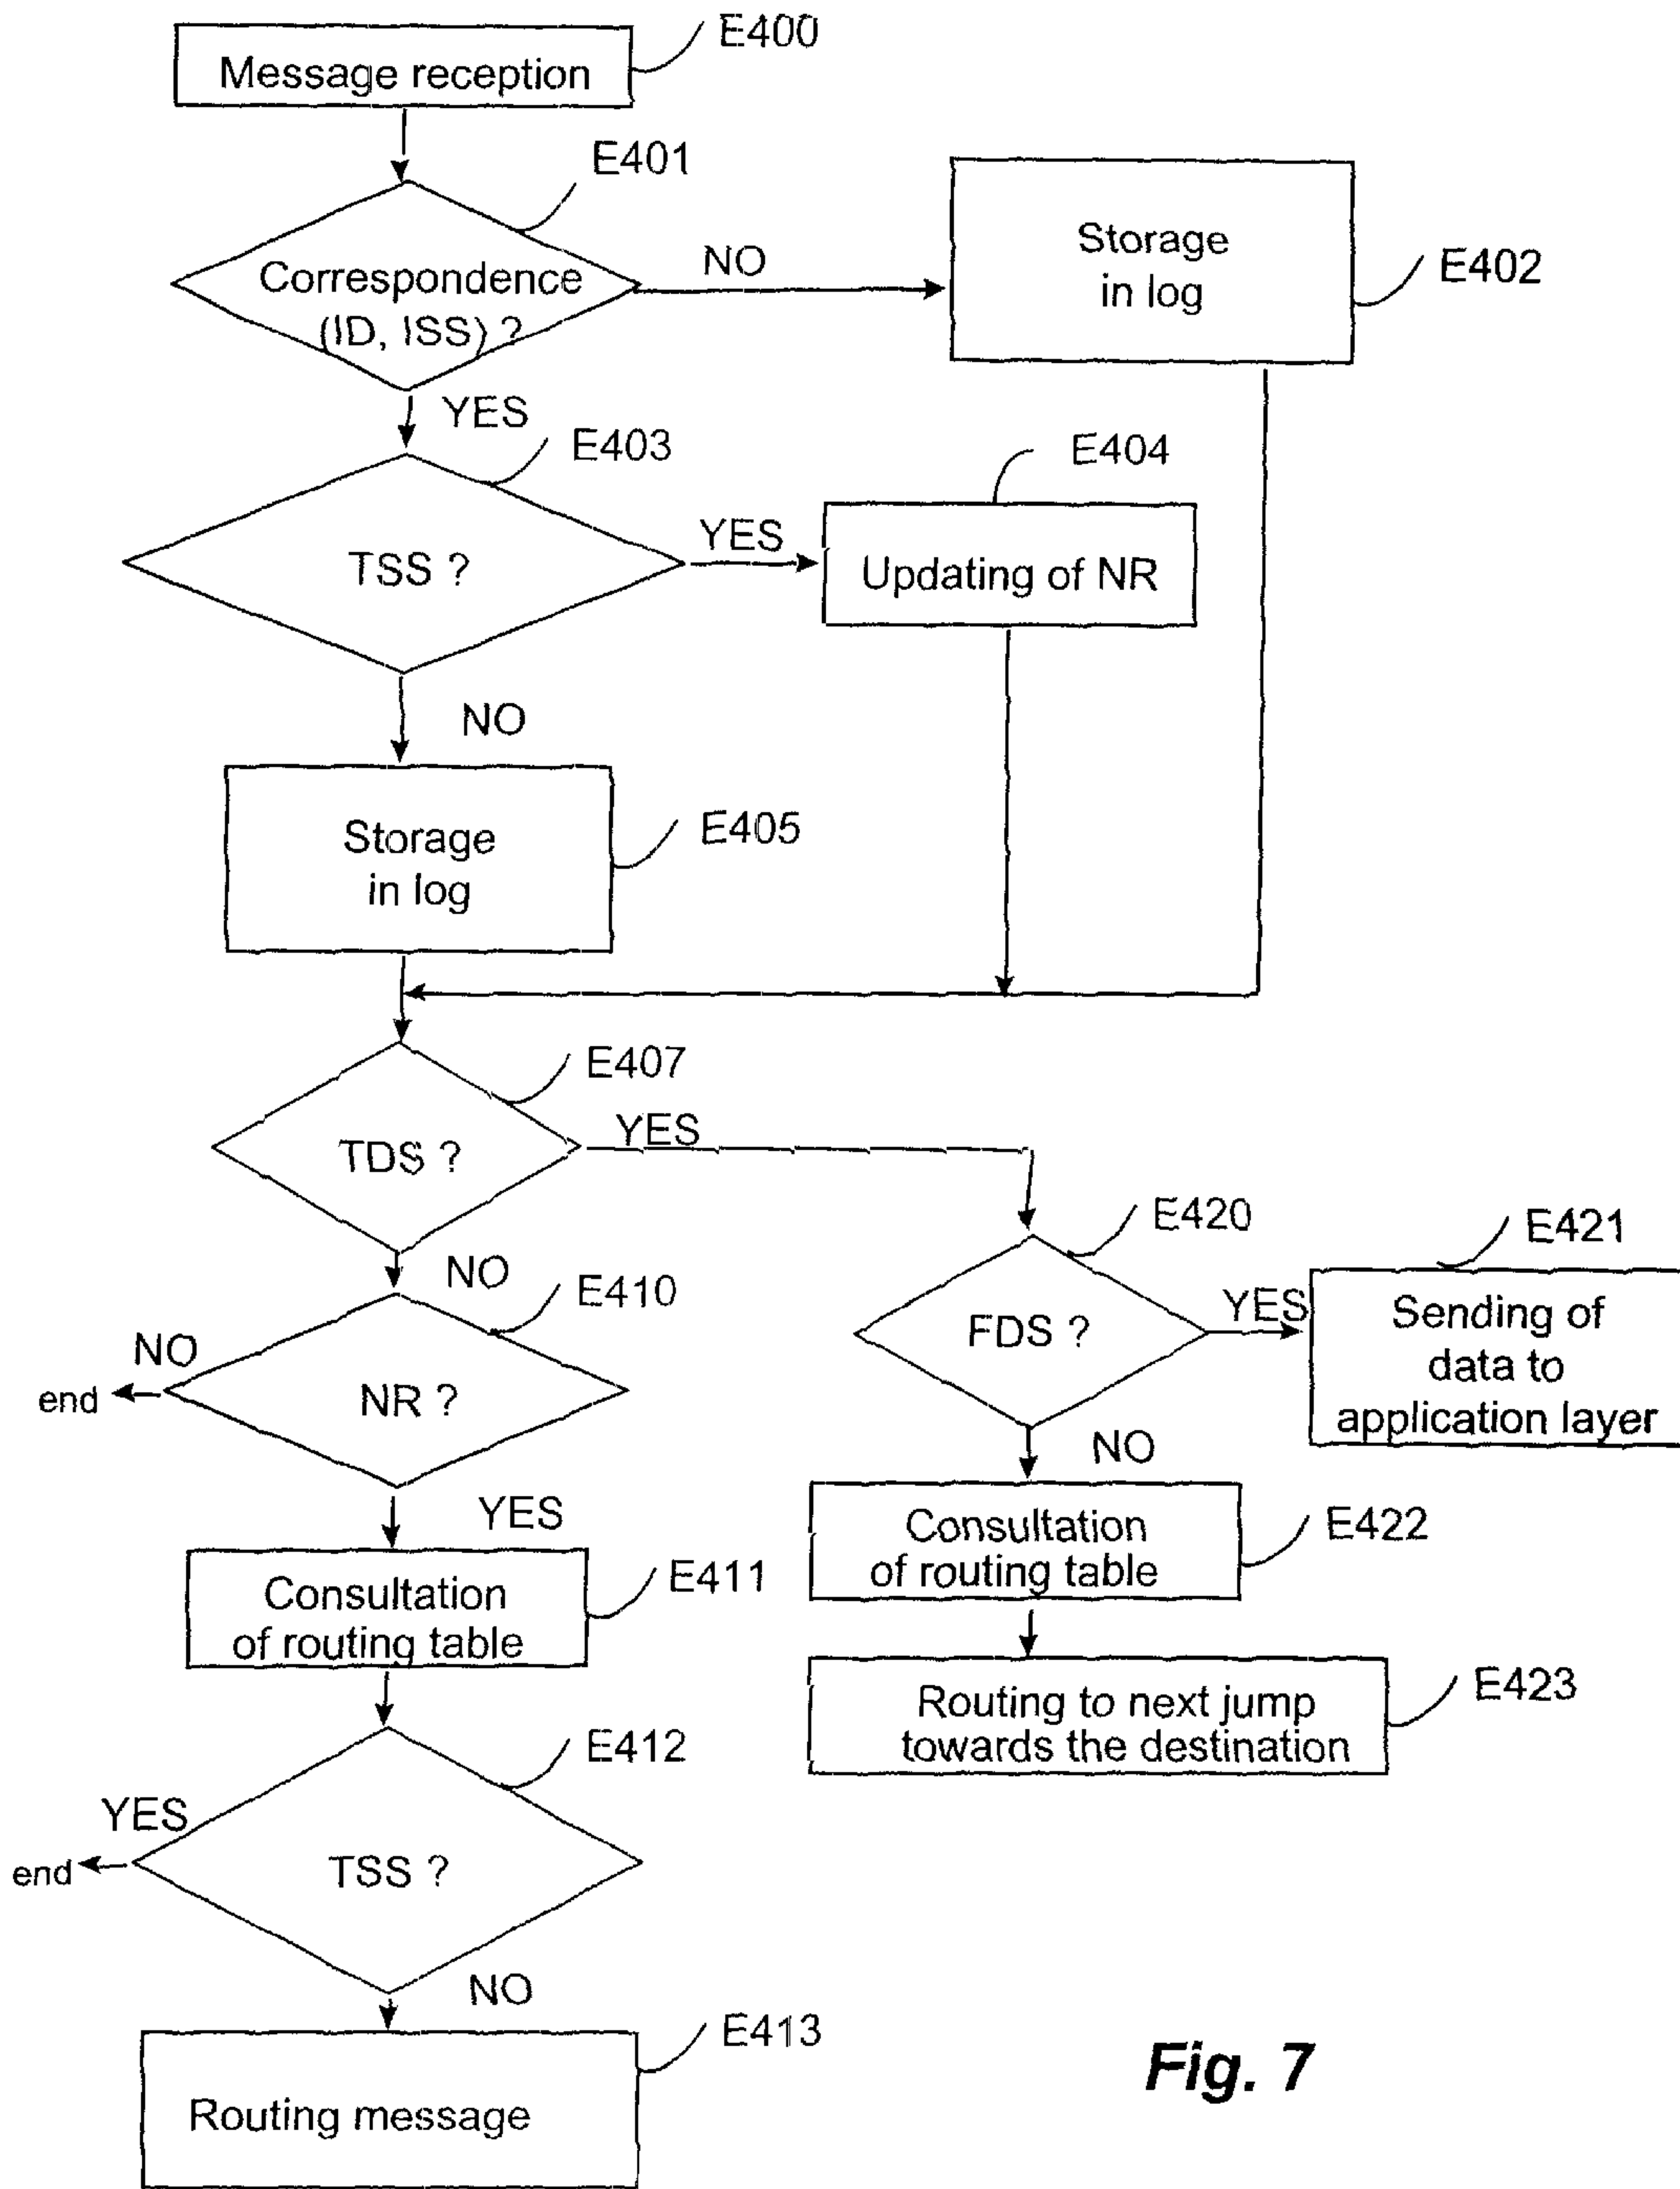 E400
Message reception
E401
Correspondence
(ID, ISS) ?
NO
Storage
in log
E402
YES
E403
TSS ?
YES
E404
Updating of NR
NO
Storage
in log
E405
E407
TDS ?
YES
NO
E410
NR ?
NO
end
E420
FDS ?
YES
E421
Sending of
data to
application layer
NO
YES
Consultation
of routing table
E411
Consultation
of routing table
E422
E412
TSS ?
YES
end
Routing to next jump
towards the destination
E423
NO
E413
Routing message
Fig. 7